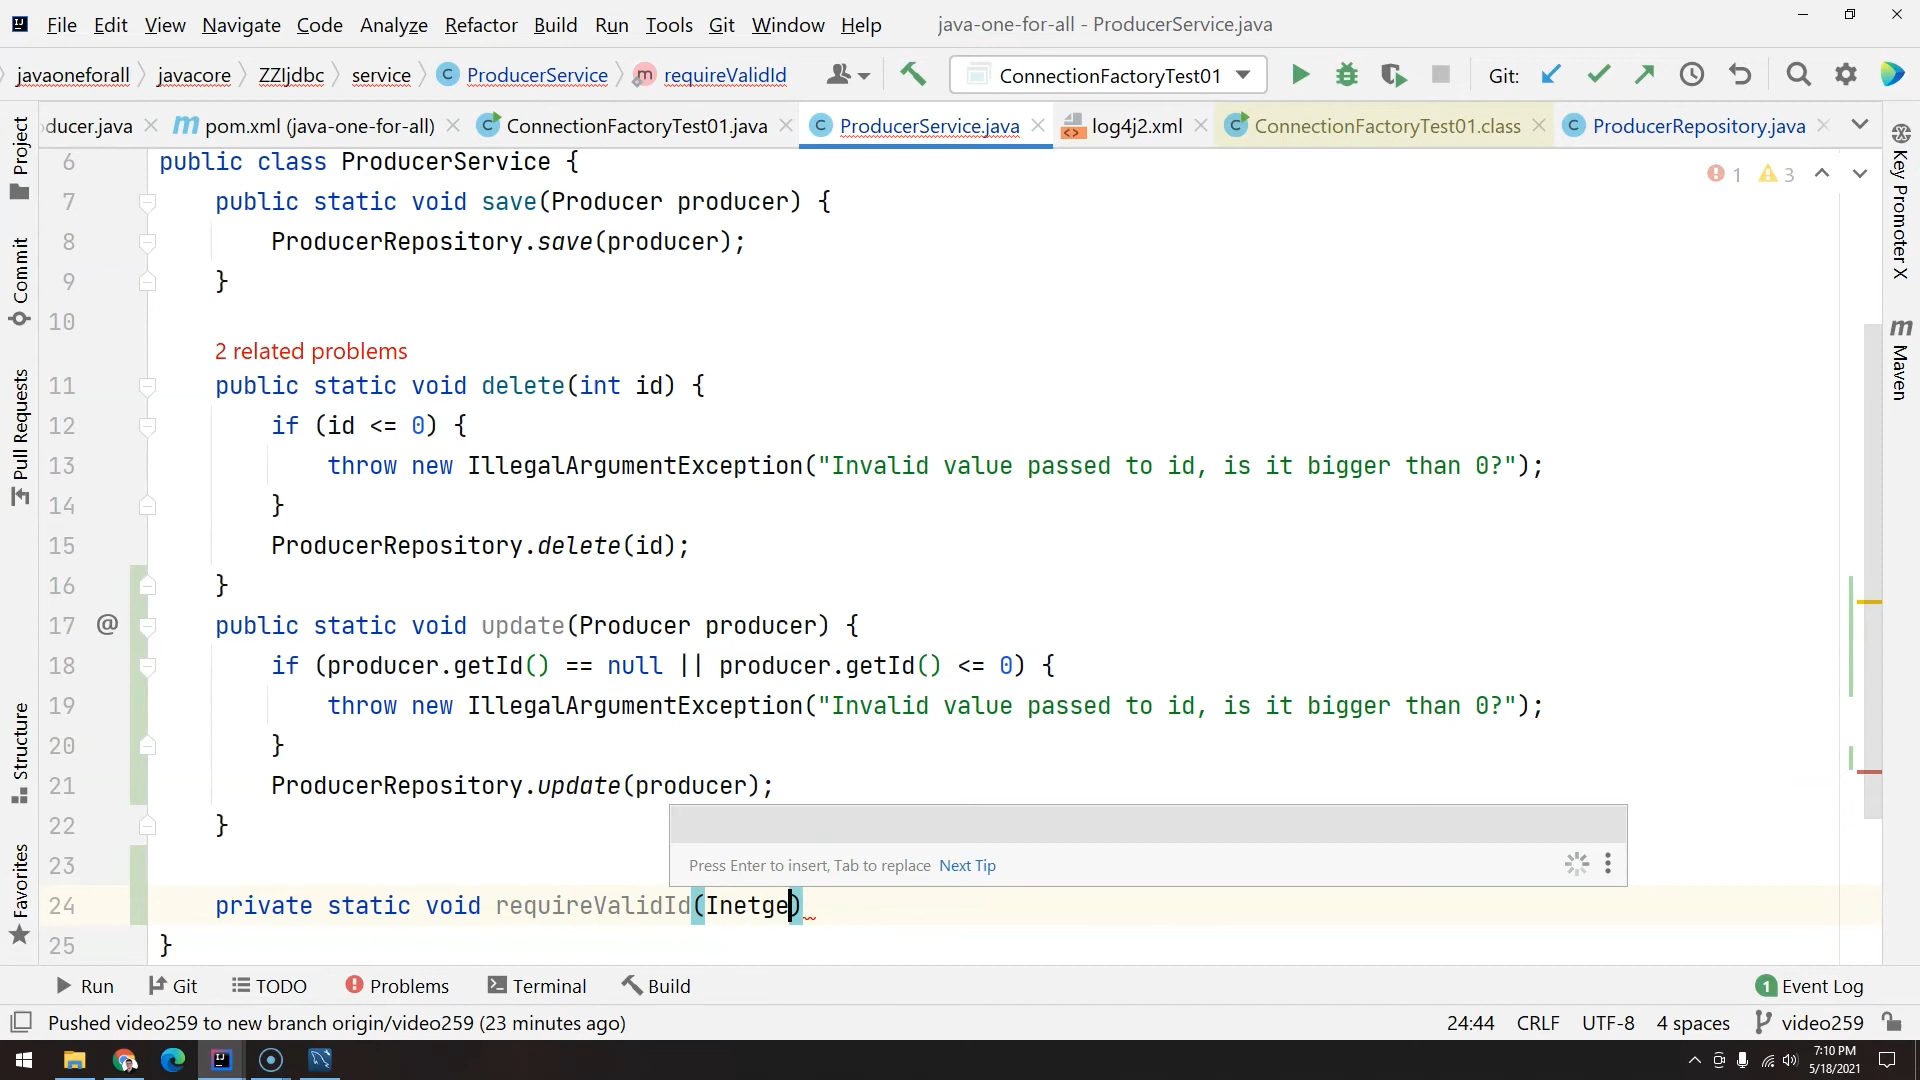 File Edit View Navigate Code Analyze Refactor Build Run Tools Git Window Help java-one-for-all - ProducerService.java
javaoneforall javacore ZZIjdbc service ProducerService requireValidId ConnectionFactoryTest01 Git:
ducer.java pom.xml (java-one-for-all) ConnectionFactoryTest01.java ProducerService.java log4j2.xml ConnectionFactoryTest01.class ProducerRepository.java
Project
Commit
Pull Requests
Structure
Favorites
Key Promoter X
Maven
1 3
6 public class ProducerService {
7 public static void save(Producer producer) {
8 ProducerRepository.save(producer);
9 }
10
2 related problems
11 public static void delete(int id) {
12 if (id <= 0) {
13 throw new IllegalArgumentException("Invalid value passed to id, is it bigger than 0?");
14 }
15 ProducerRepository.delete(id);
16 }
17 @ public static void update(Producer producer) {
18 if (producer.getId() == null || producer.getId() <= 0) {
19 throw new IllegalArgumentException("Invalid value passed to id, is it bigger than 0?");
20 }
21 ProducerRepository.update(producer);
22 }
23
Press Enter to insert, Tab to replace Next Tip
24 private static void requireValidId(Inetge)
25 }
Run Git TODO Problems Terminal Build 1 Event Log
Pushed video259 to new branch origin/video259 (23 minutes ago) 24:44 CRLF UTF-8 4 spaces video259
7:10 PM
5/18/2021